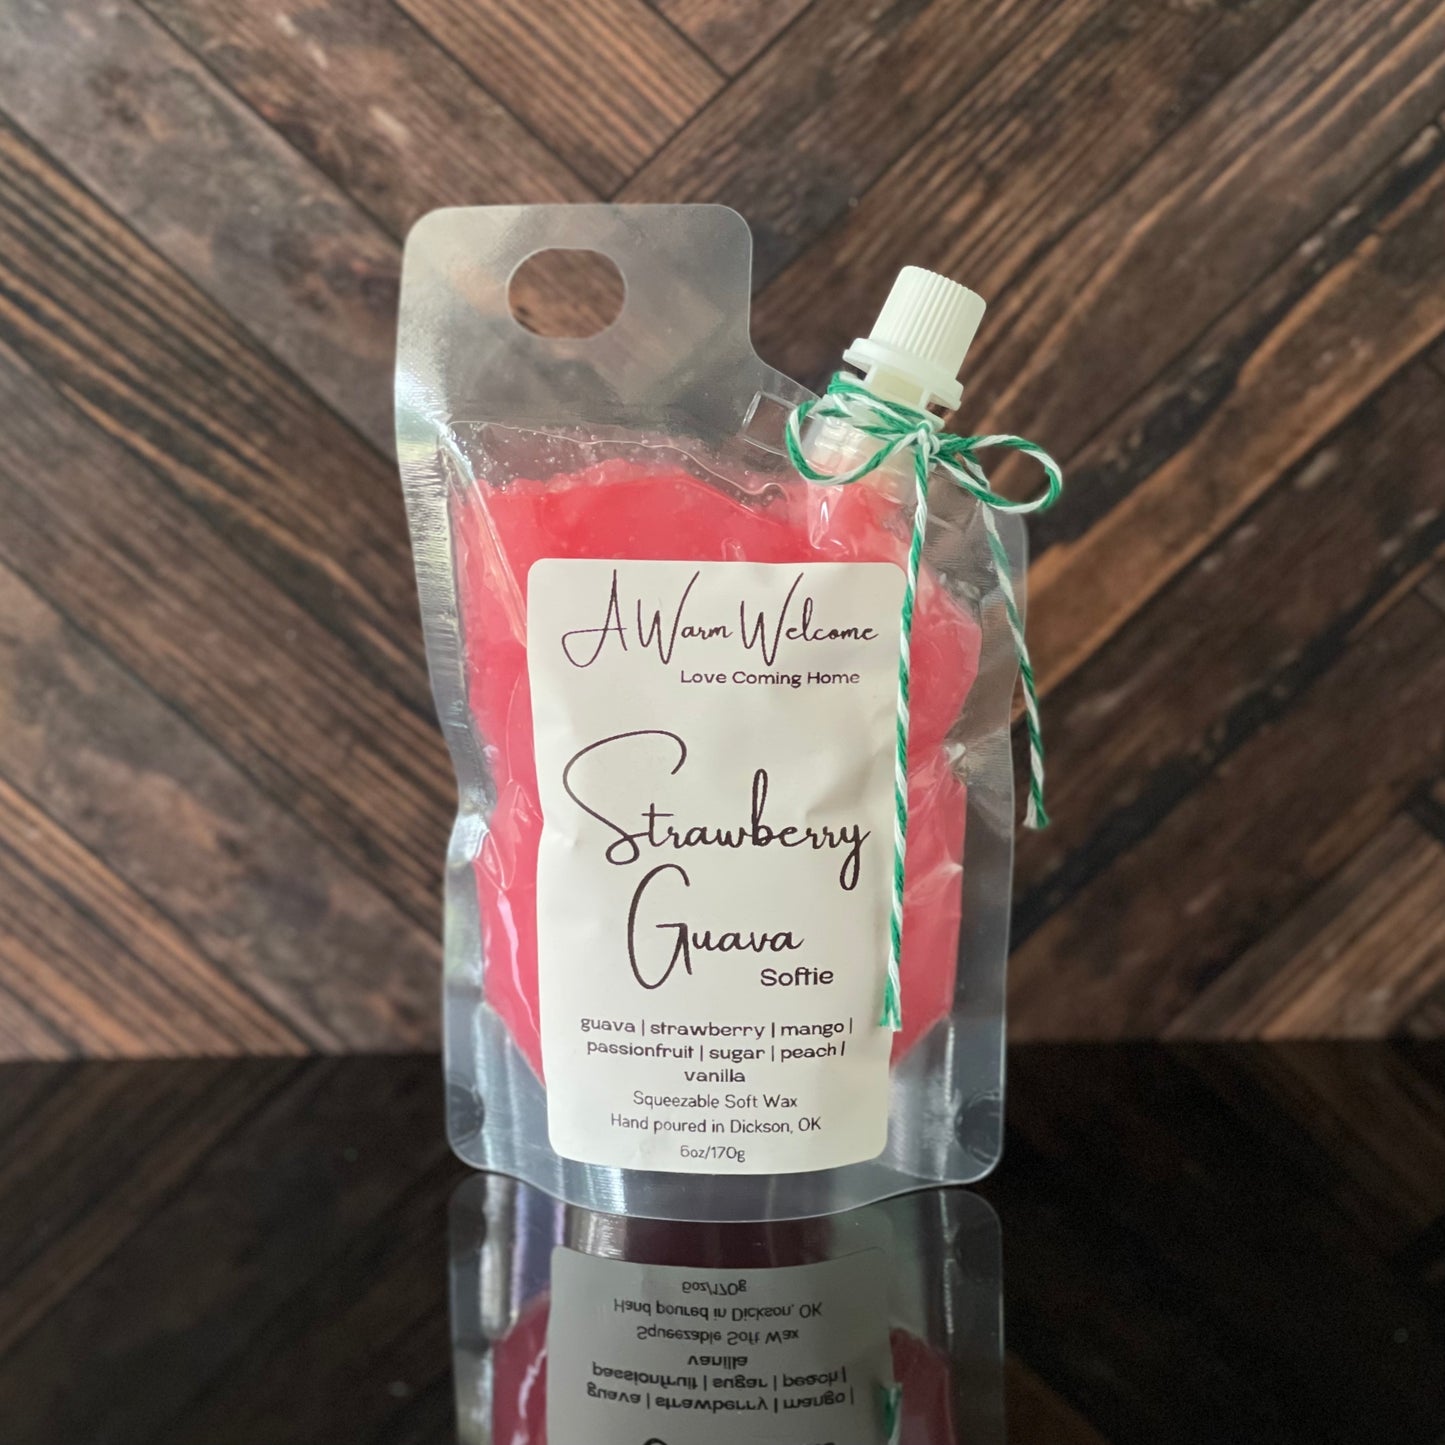 A Warm Welcome
Love Coming Home
Strawberry
Guava
Softie
guava | strawberry | mango |
passionfruit | sugar | peach |
vanilla
Squeezable Soft Wax
Hand poured in Dickson, OK
6oz/170g